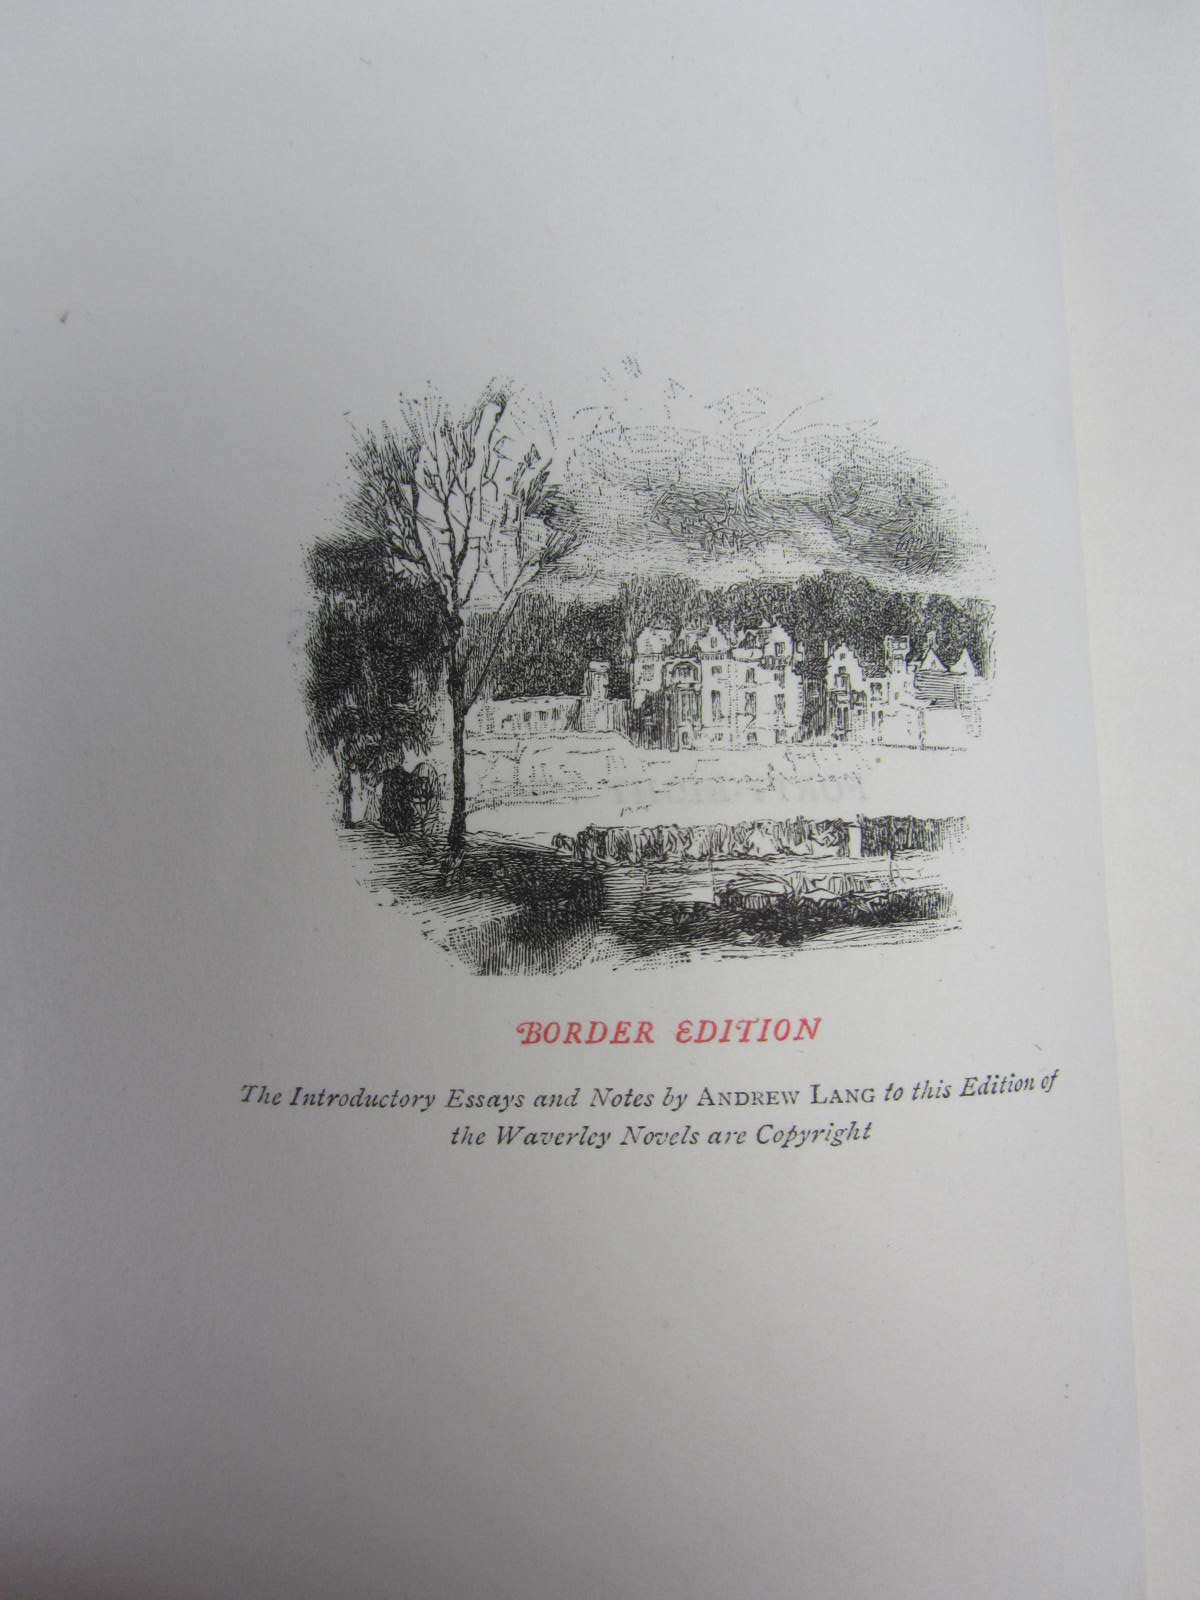 BORDER EDITION
The Introductory Essays and Notes by ANDREW LANG to this Edition of
the Waverley Novels are Copyright